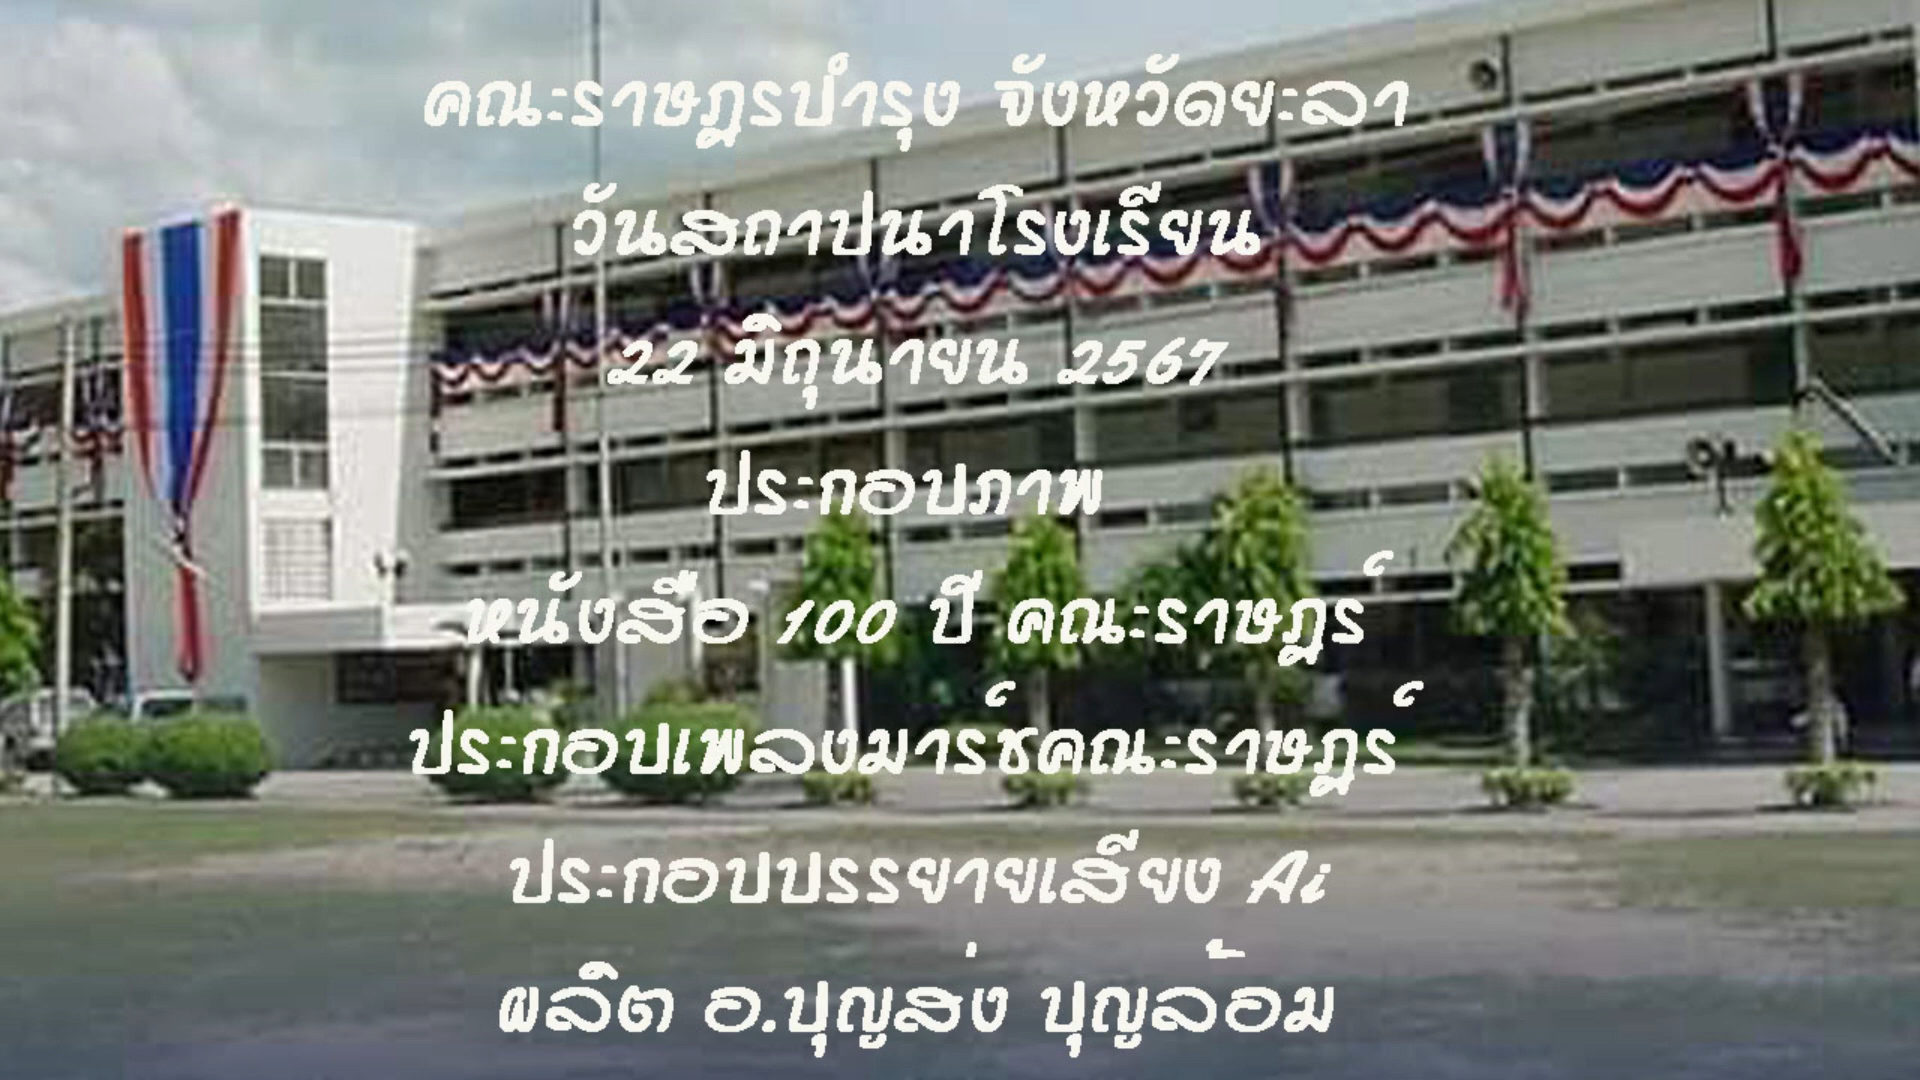 คณะราษฎรบำรุง จังหวัดยะลา
วันสถาปนาโรงเรียน
22 มิถุนายน 2567
ประกอบภาพ
หนังสือ 100 ปี คณะราษฎร์
ประกอบเพลงมาร์ชคณะราษฎร์
ประกอบบรรยายเสียง Ai
ผลิต อ.บุญส่ง บุญล้อม